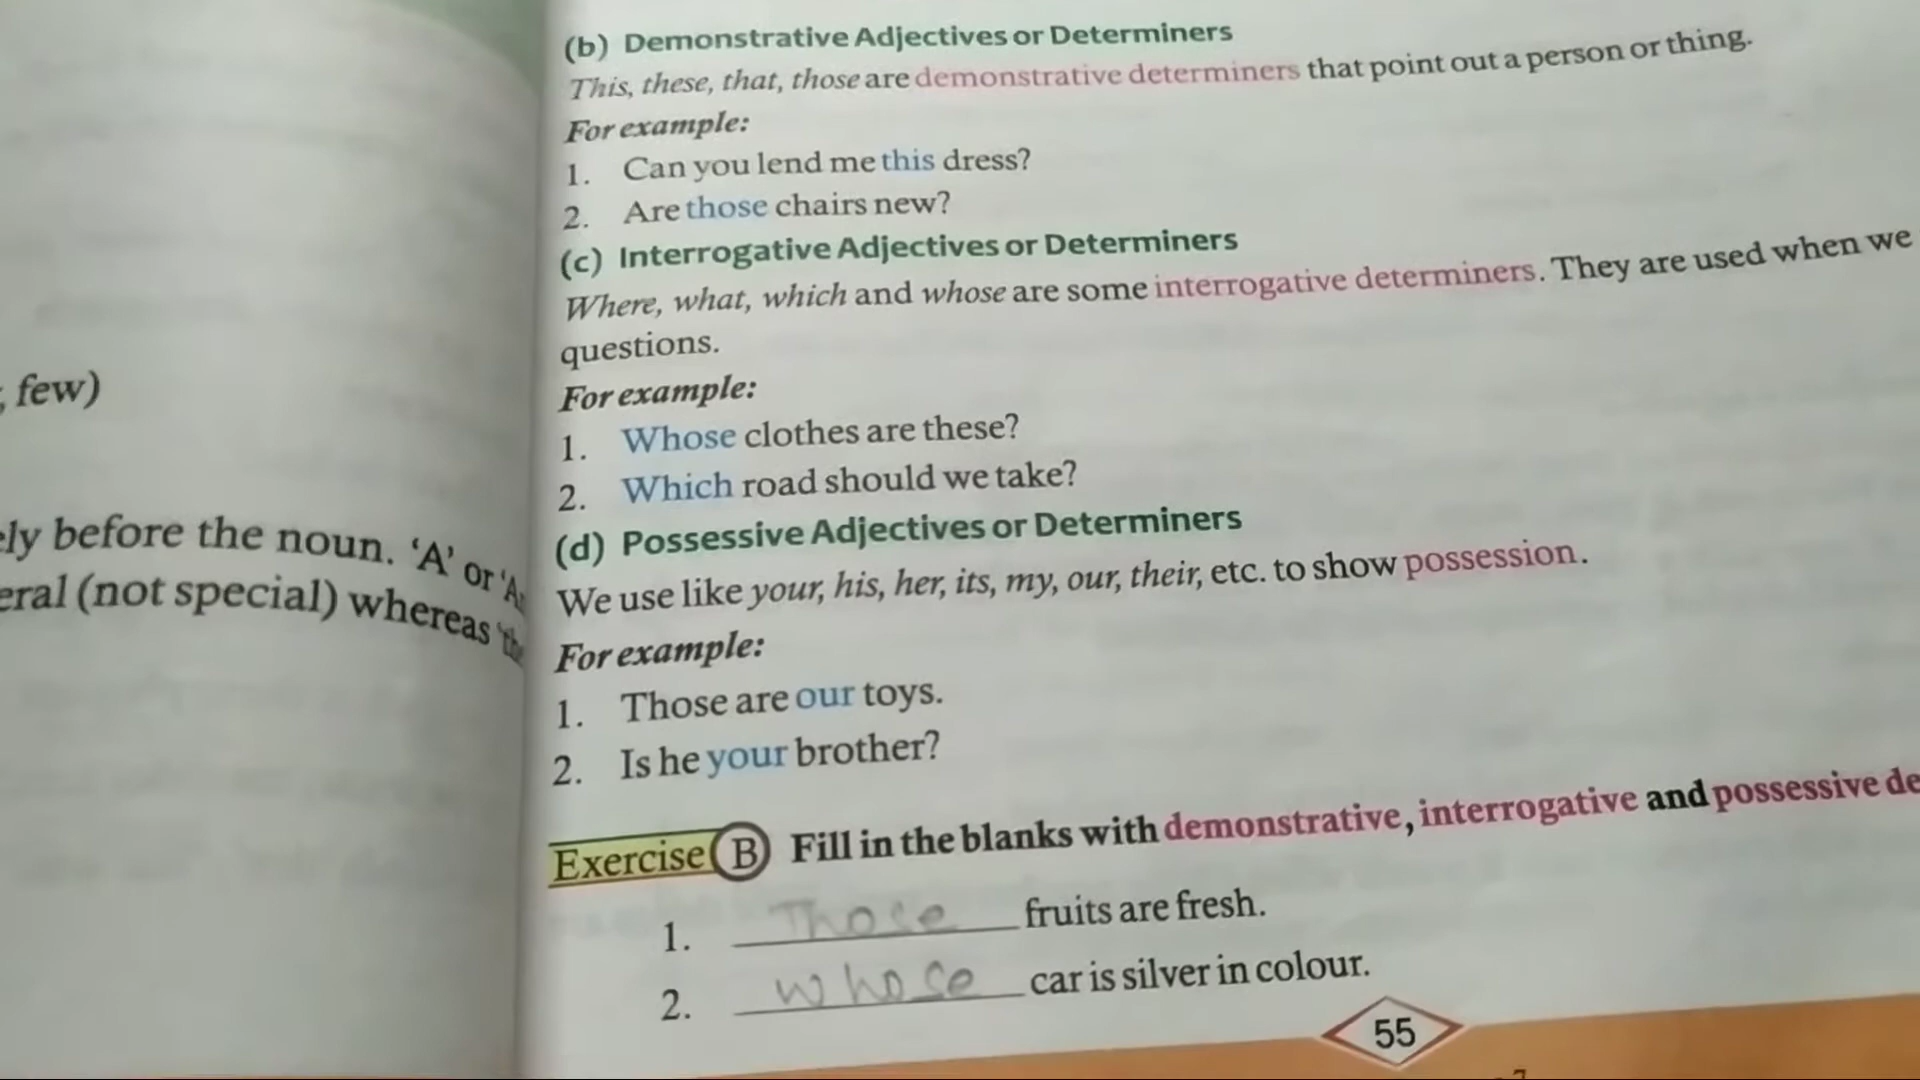 few)
ly before the noun. 'A' or
eral (not special) whereas
(b) Demonstrative Adjectives or Determiners
This, these, that, those are demonstrative determiners that point out a person or thing.
For example:
1. Can you lend me this dress?
2. Are those chairs new?
(c) Interrogative Adjectives or Determiners
Where, what, which and whose are some interrogative determiners. They are used when we
questions.
For example:
1. Whose clothes are these?
2. Which road should we take?
(d) Possessive Adjectives or Determiners
We use like your, his, her, its, my, our, their, etc. to show possession.
For example:
1. Those are our toys.
2. Is he your brother?
Exercise B Fill in the blanks with demonstrative, interrogative and possessive de
1. Those fruits are fresh.
2. whose car is silver in colour.
55